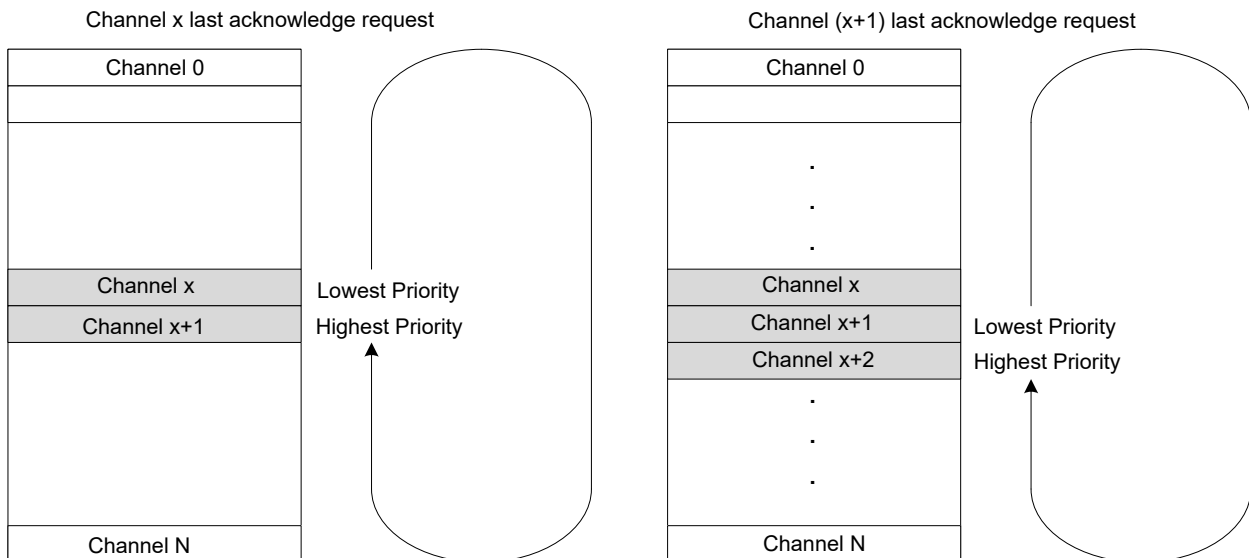 Channel x last acknowledge request
Channel 0
Channel x
Lowest Priority
Channel x+1
Highest Priority
Channel N
Channel (x+1) last acknowledge request
Channel 0
.
.
.
Channel x
Channel x+1
Lowest Priority
Channel x+2
Highest Priority
.
.
.
Channel N